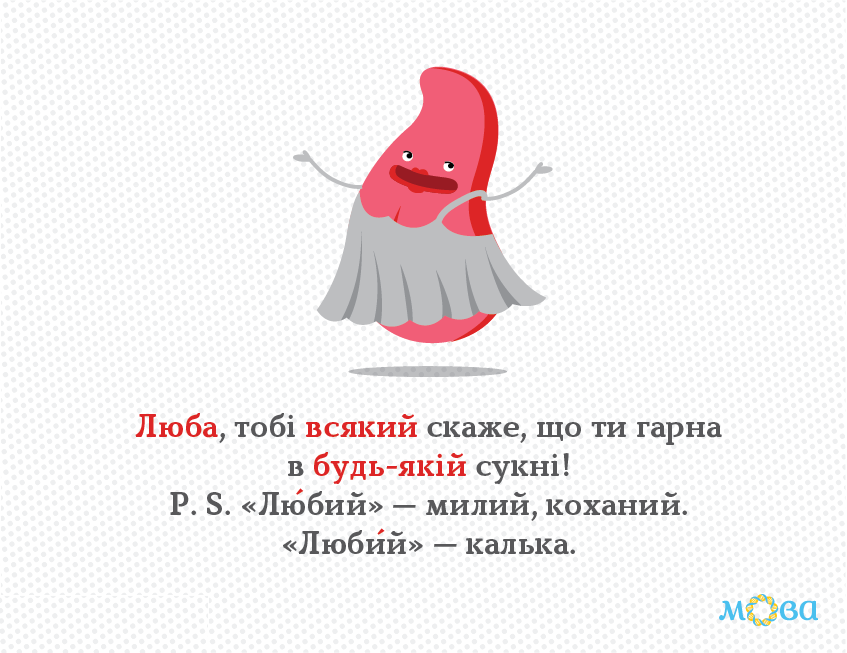 Люба, тобі всякий скаже, що ти гарна
в будь-якій сукні!
P. S. «Лю́бий» — милий, коханий.
«Люби́й» — калька.
мова